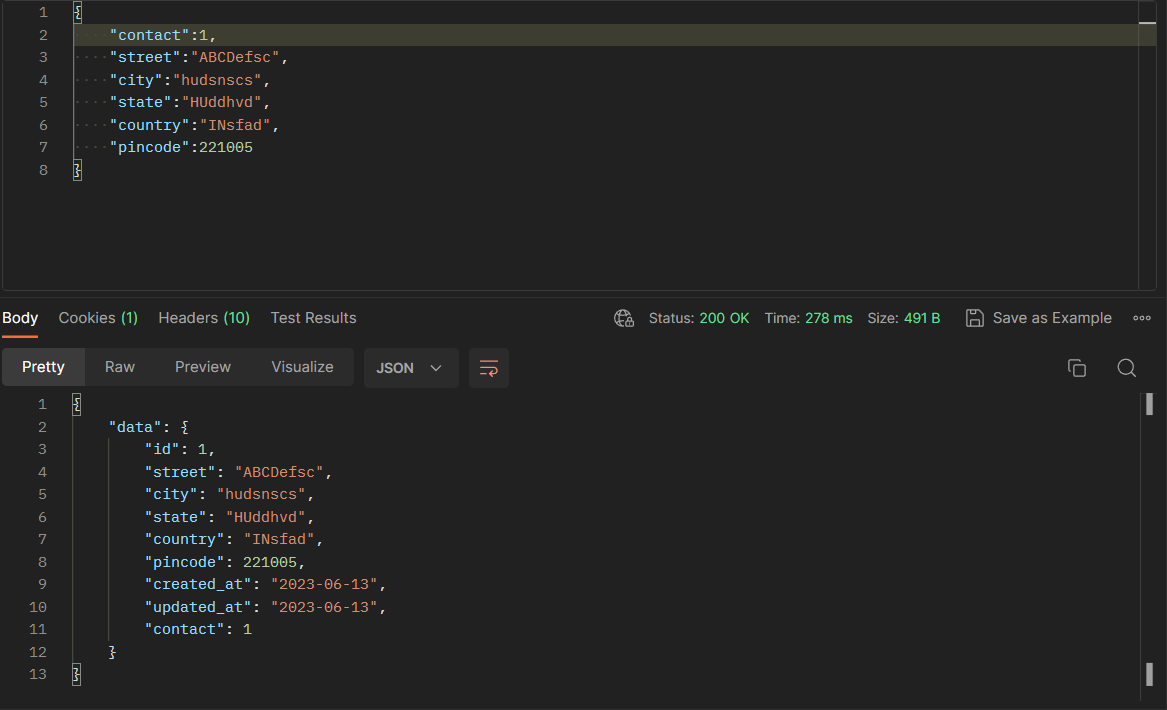 1 {
2 "contact":1,
3 "street":"ABCDefsc",
4 "city":"hudsnscs",
5 "state":"HUddhvd",
6 "country":"INsfad",
7 "pincode":221005
8 }
Body Cookies (1) Headers (10) Test Results Status: 200 OK Time: 278 ms Size: 491 B Save as Example
Pretty Raw Preview Visualize JSON
1 {
2 "data": {
3 "id": 1,
4 "street": "ABCDefsc",
5 "city": "hudsnscs",
6 "state": "HUddhvd",
7 "country": "INsfad",
8 "pincode": 221005,
9 "created_at": "2023-06-13",
10 "updated_at": "2023-06-13",
11 "contact": 1
12 }
13 }